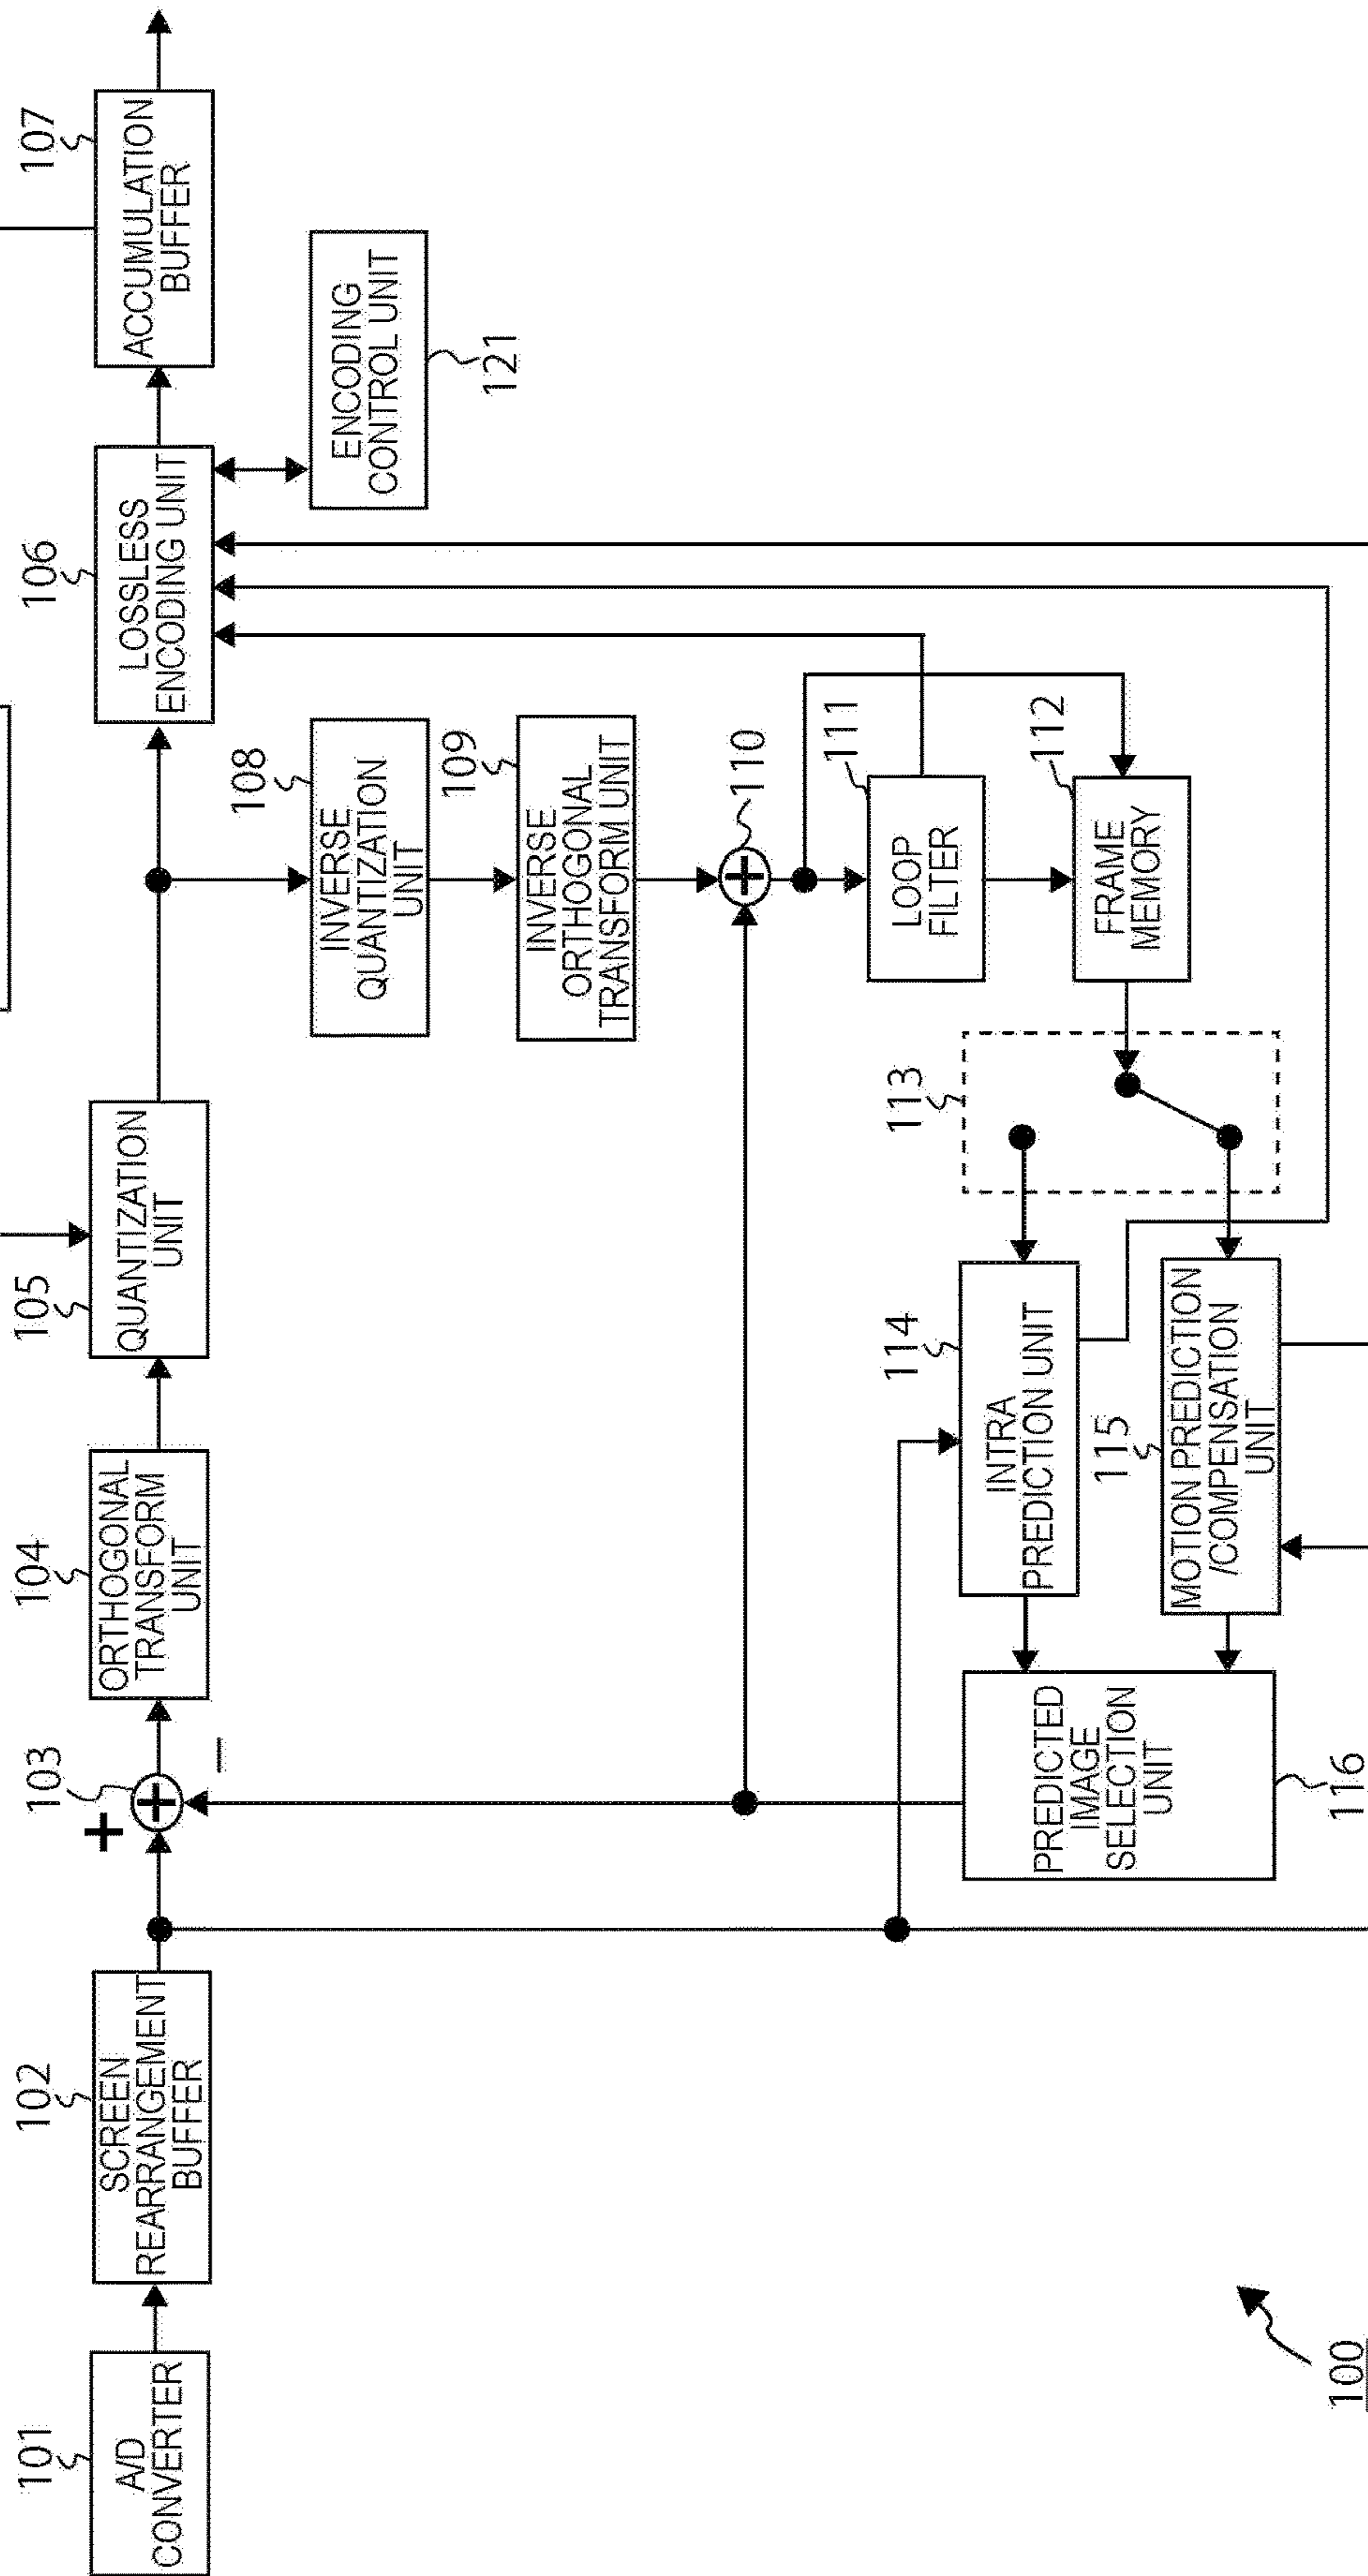 101
A/D
CONVERTER
102
SCREEN
REARRANGEMENT
BUFFER
103
+
−
104
ORTHOGONAL
TRANSFORM
UNIT
105
QUANTIZATION
UNIT
106
LOSSLESS
ENCODING UNIT
107
ACCUMULATION
BUFFER
108
INVERSE
QUANTIZATION
UNIT
ENCODING
CONTROL UNIT
121
109
INVERSE
ORTHOGONAL
TRANSFORM UNIT
110
111
LOOP
FILTER
112
FRAME
MEMORY
113
114
INTRA
PREDICTION UNIT
115
MOTION PREDICTION
/COMPENSATION
UNIT
PREDICTED
IMAGE
SELECTION
UNIT
116
100